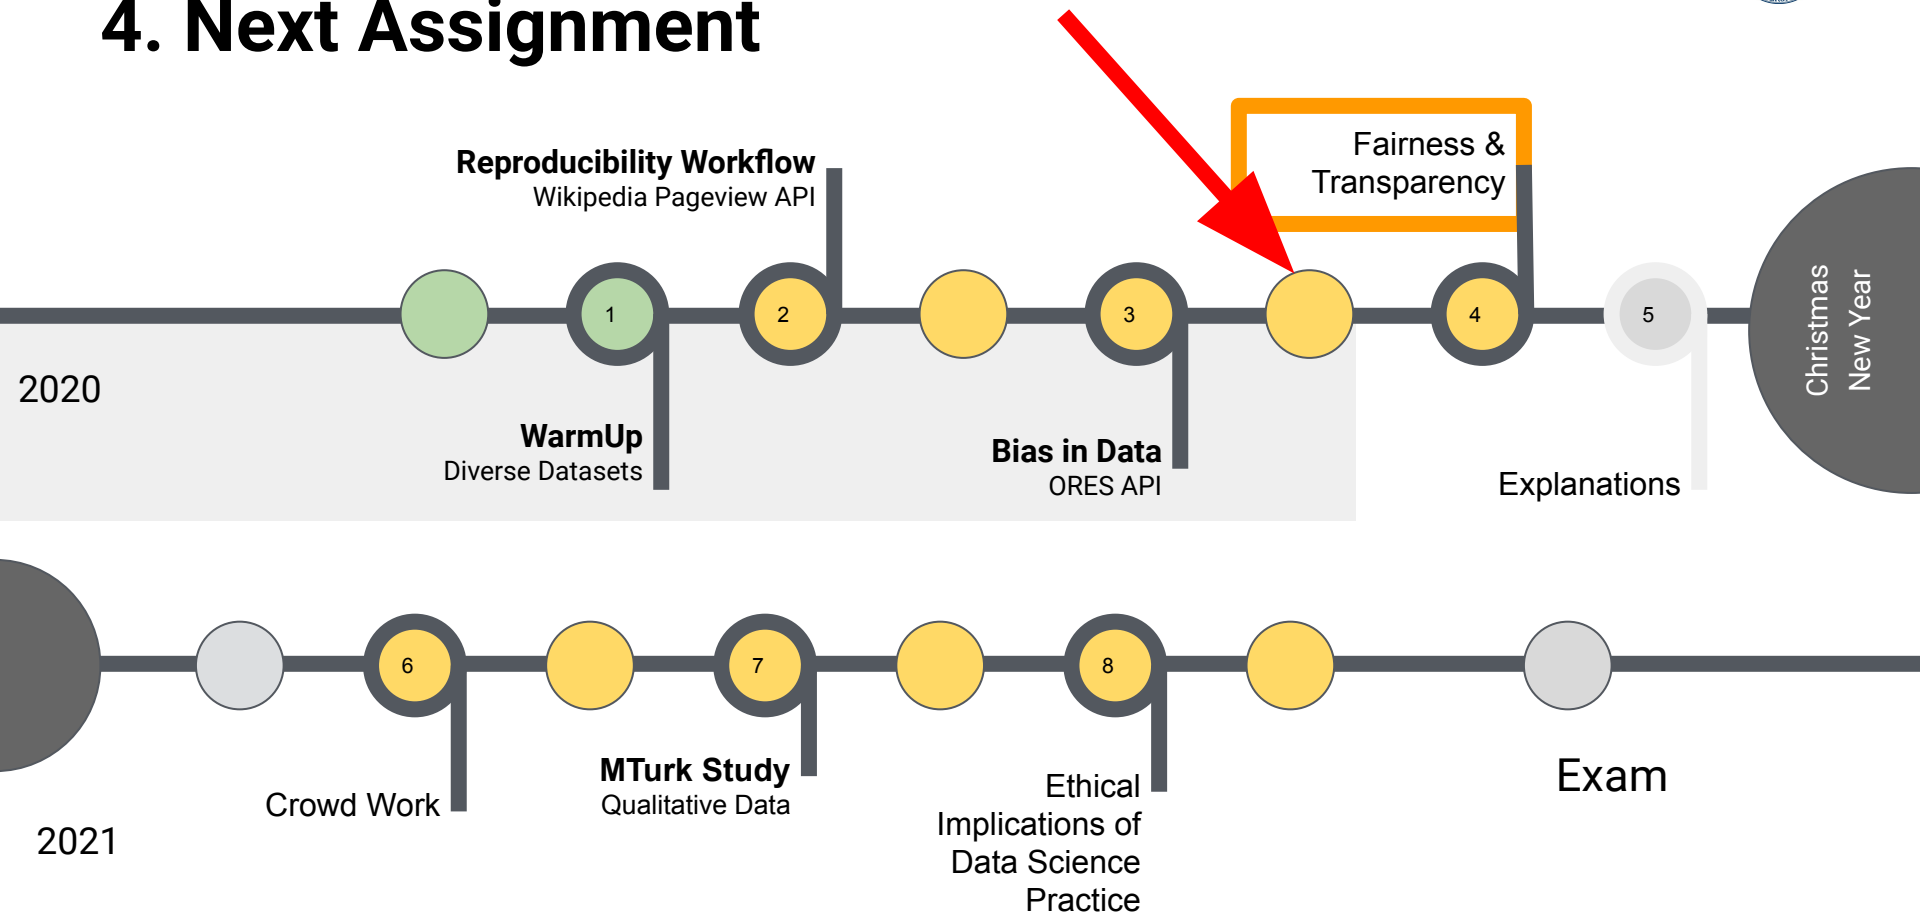 4. Next Assignment
Fairness &
Transparency
Reproducibility Workflow
Wikipedia Pageview API
1
2
3
4
5
Christmas
New Year
2020
WarmUp
Diverse Datasets
Bias in Data
ORES API
Explanations
6
7
8
Crowd Work
MTurk Study
Qualitative Data
Ethical
Implications of
Data Science
Practice
Exam
2021